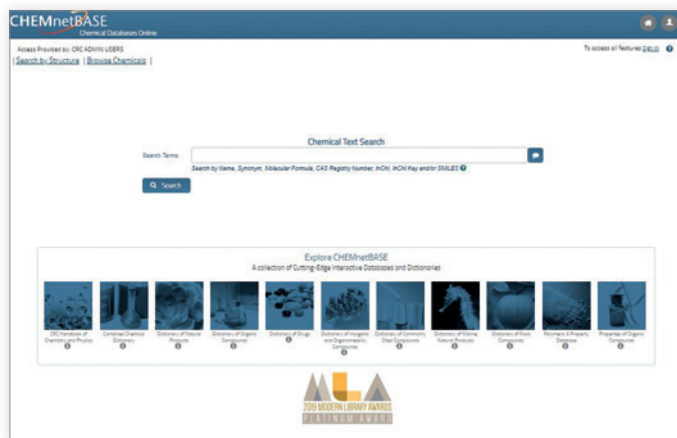 CHEMnetBASE
Chemical Databases Online
Access Provided by: CRC ADMIN USERS
To access all features Sign in
| Search by Structure | Browse Chemicals |
Chemical Text Search
Search Terms
Search by Name, Synonym, Molecular Formula, CAS Registry Number, InChI, InChI Key and/or SMILES
Search
Explore CHEMnetBASE
A collection of Cutting-Edge Interactive Databases and Dictionaries
CRC Handbook of
Chemistry and Physics
Combined Chemical
Dictionary
Dictionary of Natural
Products
Dictionary of Organic
Compounds
Dictionary of Drugs
Dictionary of Inorganic
and Organometallic
Compounds
Dictionary of Commonly
Cited Compounds
Dictionary of Marine
Natural Products
Dictionary of Food
Compounds
Polymers: A Property
Database
Properties of Organic
Compounds
MLA
2019 MODERN LIBRARY AWARDS
PLATINUM AWARD